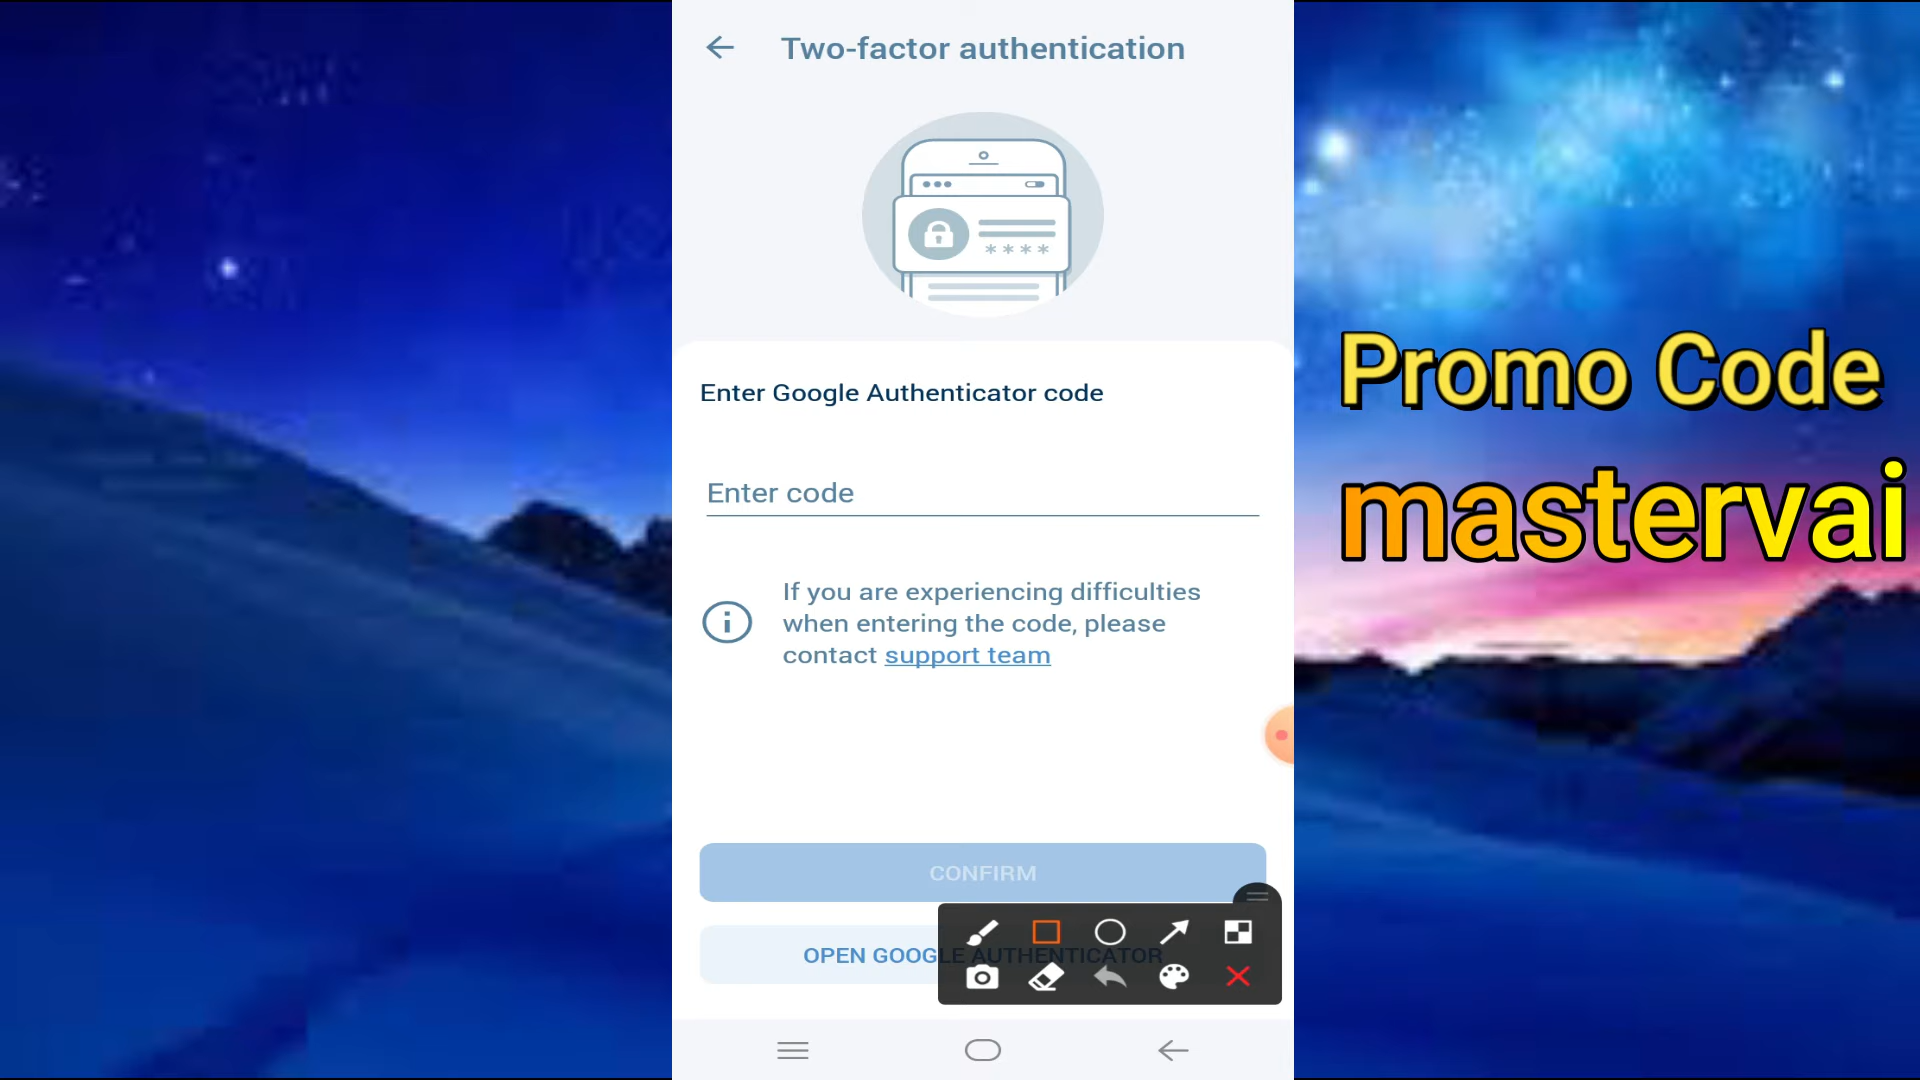 Two-factor authentication
* * * *
Enter Google Authenticator code
Enter code
If you are experiencing difficulties
when entering the code, please
contact support team
CONFIRM
OPEN GOOGLE AUTHENTICATOR
Promo Code
mastervai